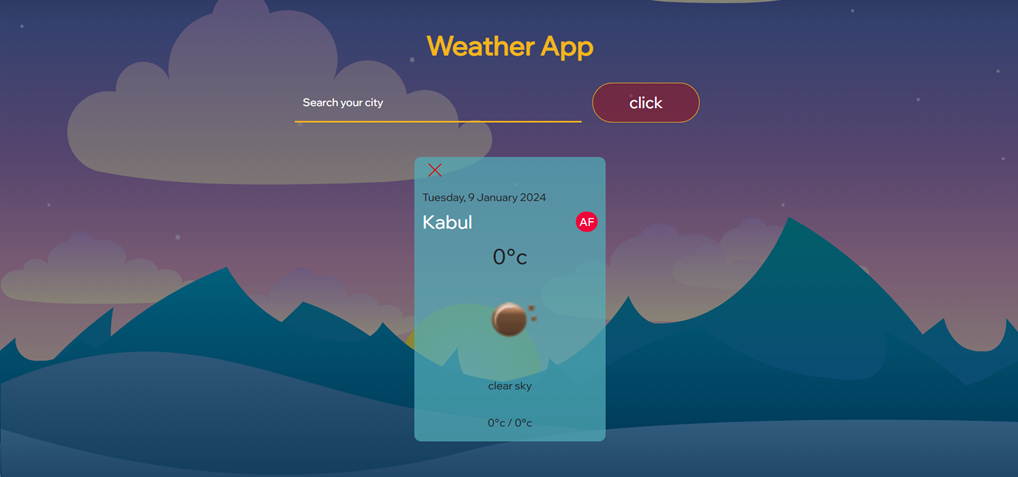 Weather App
Search your city
click
Tuesday, 9 January 2024
Kabul
AF
0°c
clear sky
0°c / 0°c